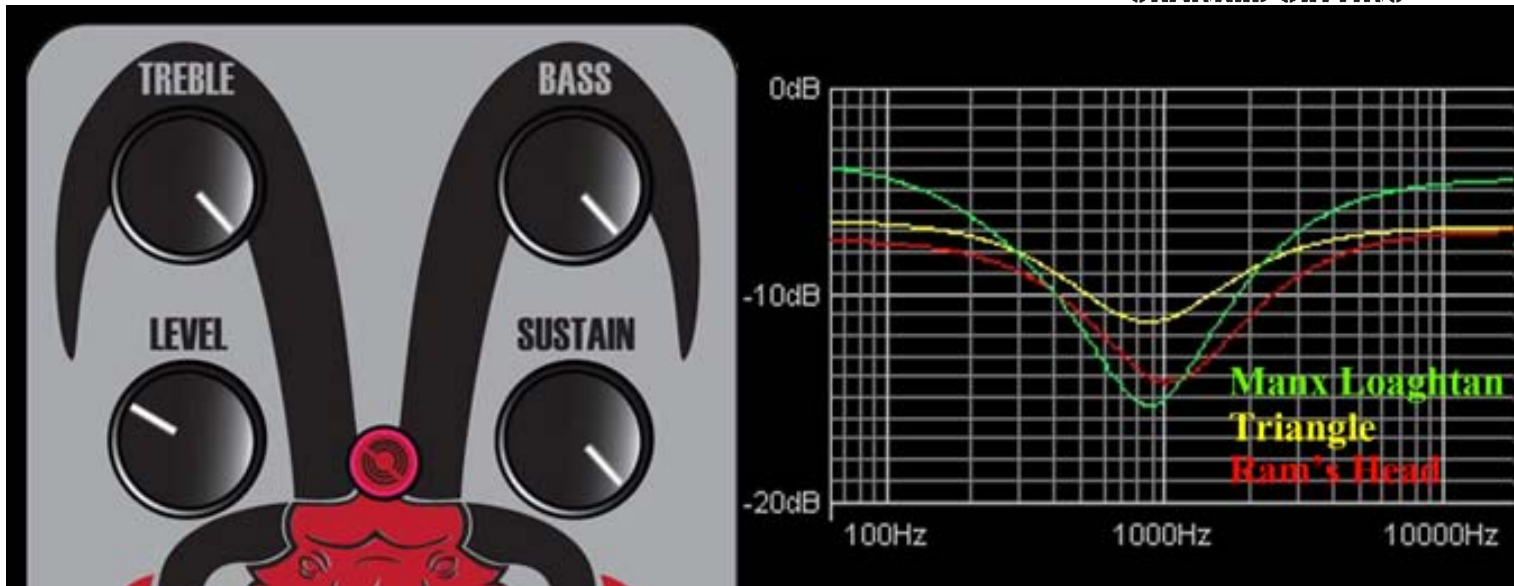 TREBLE
BASS
LEVEL
SUSTAIN
0dB
-10dB
-20dB
100Hz
1000Hz
10000Hz
Manx Loaghtan
Triangle
Ram's Head